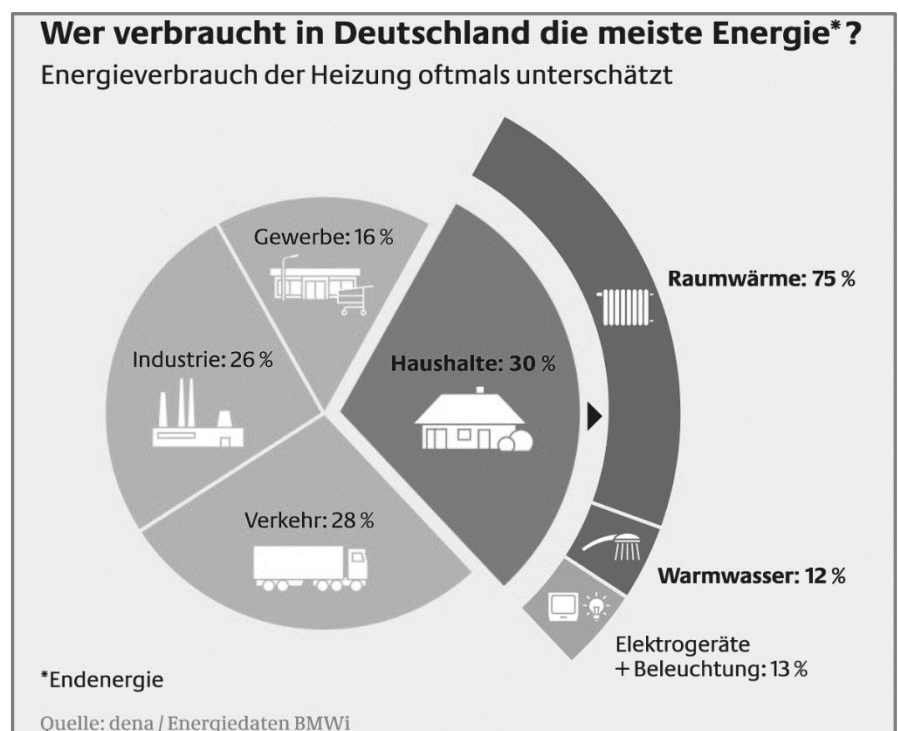 Wer verbraucht in Deutschland die meiste Energie*?
Energieverbrauch der Heizung oftmals unterschätzt
Gewerbe: 16 %
Raumwärme: 75 %
Industrie: 26 %
Haushalte: 30 %
Verkehr: 28 %
Warmwasser: 12 %
Elektrogeräte
+ Beleuchtung: 13 %
*Endenergie
Quelle: dena / Energiedaten BMWi